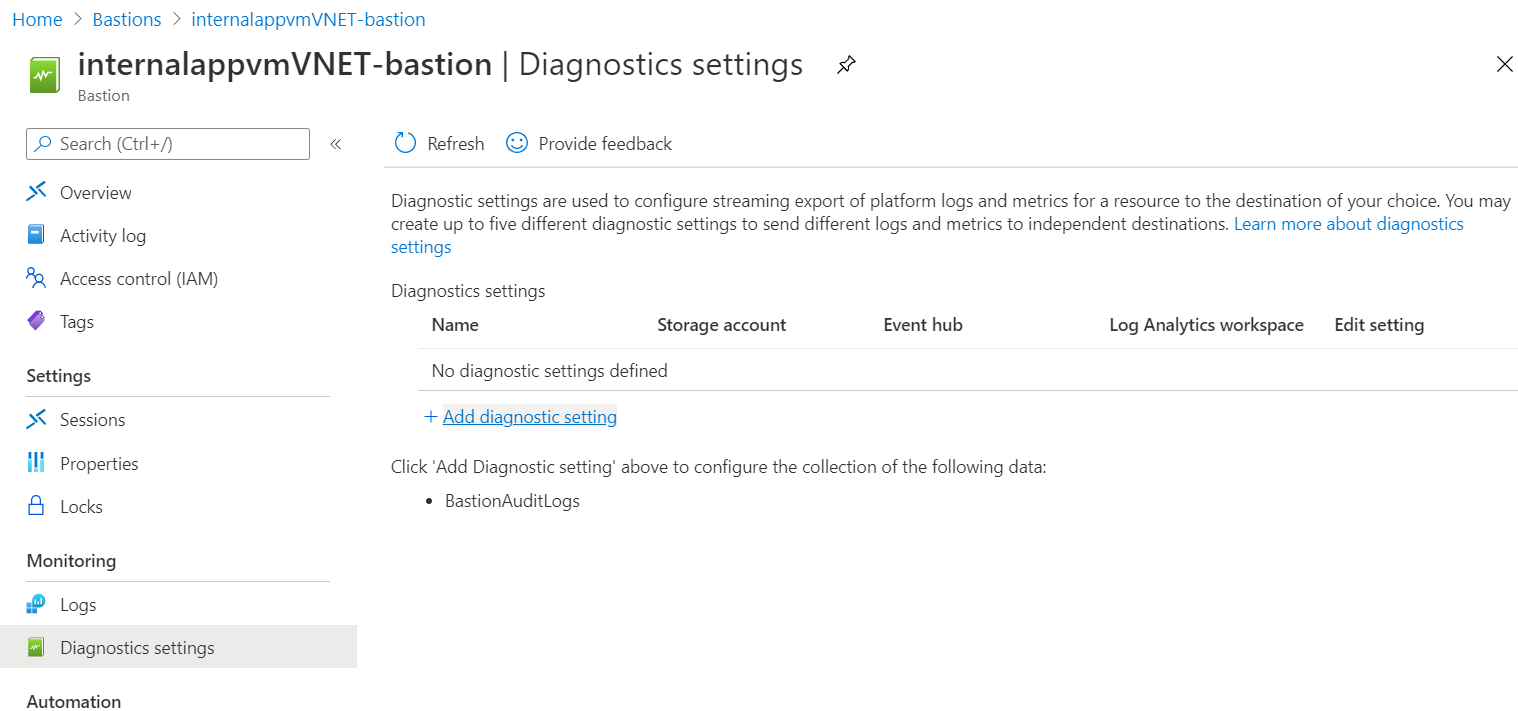 Home > Bastions > internalappvmVNET-bastion
internalappvmVNET-bastion | Diagnostics settings
Bastion
Search (Ctrl+/)
«
Overview
Activity log
Access control (IAM)
Tags
Settings
Sessions
Properties
Locks
Monitoring
Logs
Diagnostics settings
Automation
Refresh Provide feedback
Diagnostic settings are used to configure streaming export of platform logs and metrics for a resource to the destination of your choice. You may
create up to five different diagnostic settings to send different logs and metrics to independent destinations. Learn more about diagnostics
settings
Diagnostics settings
Name Storage account Event hub Log Analytics workspace Edit setting
No diagnostic settings defined
+ Add diagnostic setting
Click 'Add Diagnostic setting' above to configure the collection of the following data:
• BastionAuditLogs